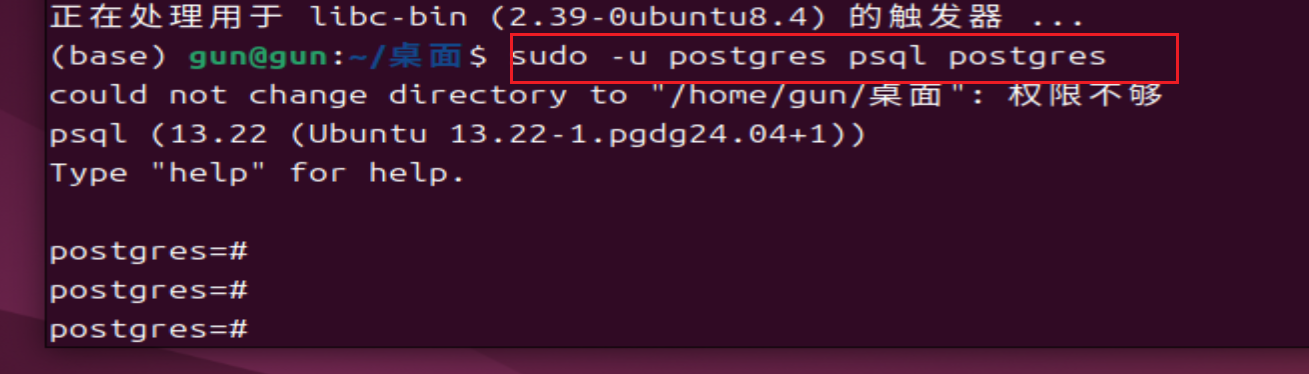 正在处理用于 libc-bin (2.39-0ubuntu8.4) 的触发器 ...
(base) gun@gun:~/桌面$ sudo -u postgres psql postgres
could not change directory to "/home/gun/桌面": 权限不够
psql (13.22 (Ubuntu 13.22-1.pgdg24.04+1))
Type "help" for help.
postgres=#
postgres=#
postgres=#